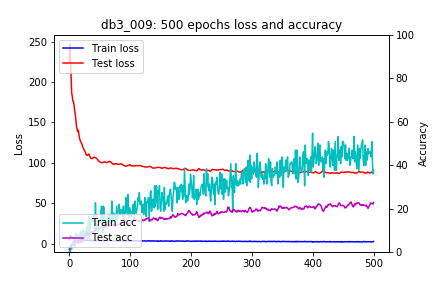 db3_009: 500 epochs loss and accuracy
250
200
150
100
50
0
Loss
Train loss
Test loss
Train acc
Test acc
100
80
60
40
20
0
Accuracy
0
100
200
300
400
500